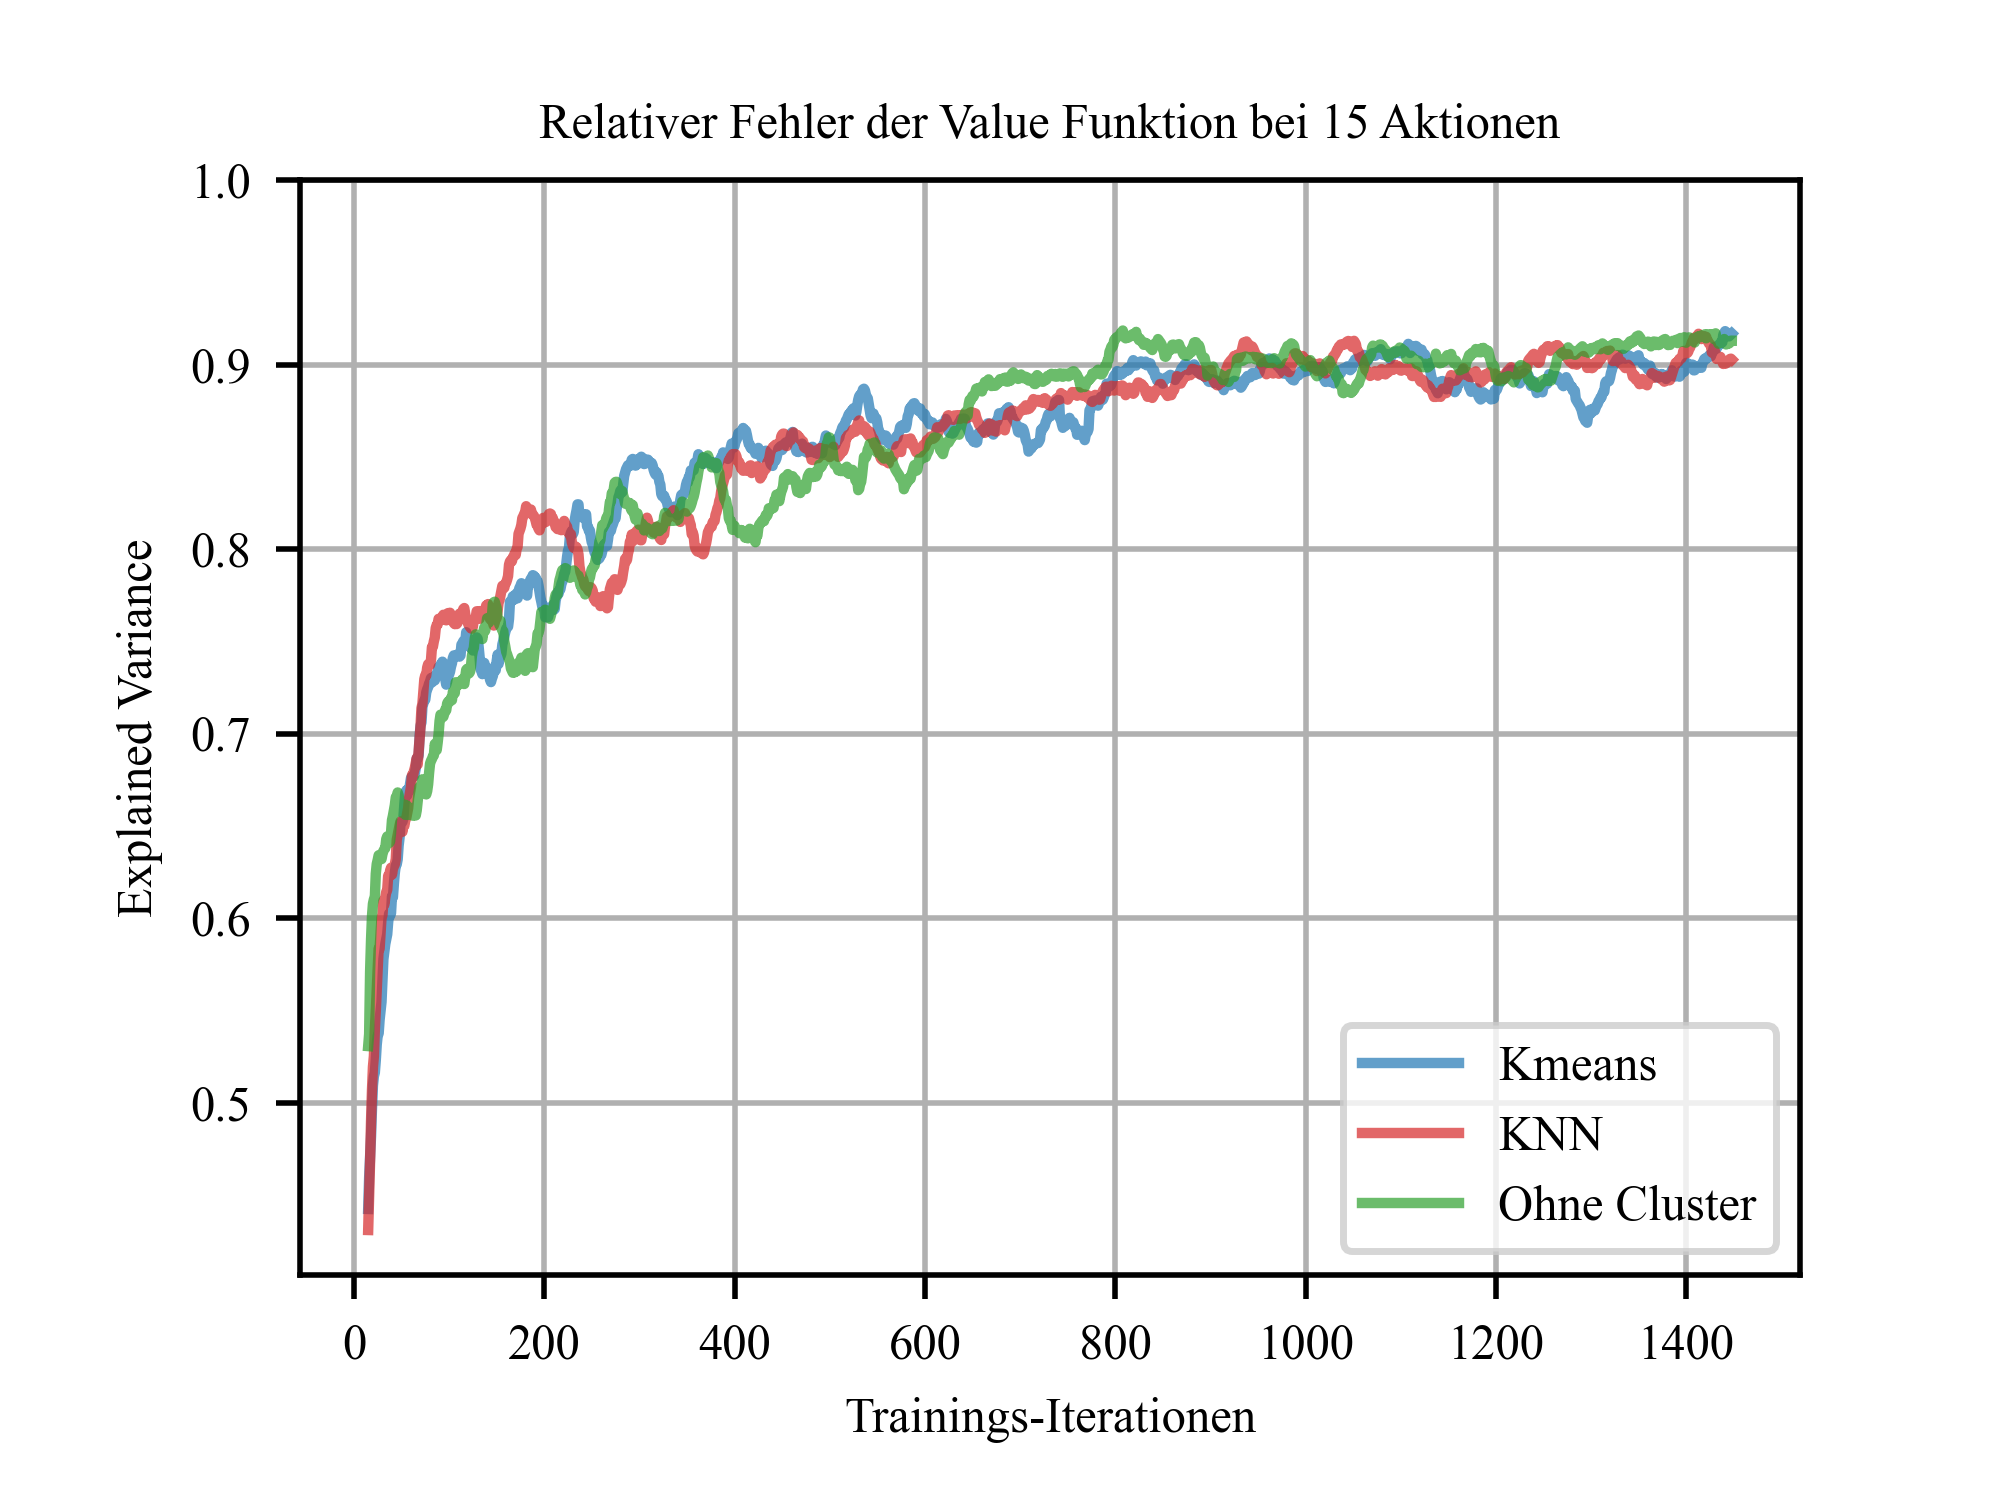 Relativer Fehler der Value Funktion bei 15 Aktionen
1.0
0.9
0.8
0.7
0.6
0.5
Explained Variance
Kmeans
KNN
Ohne Cluster
0 200 400 600 800 1000 1200 1400
Trainings-Iterationen